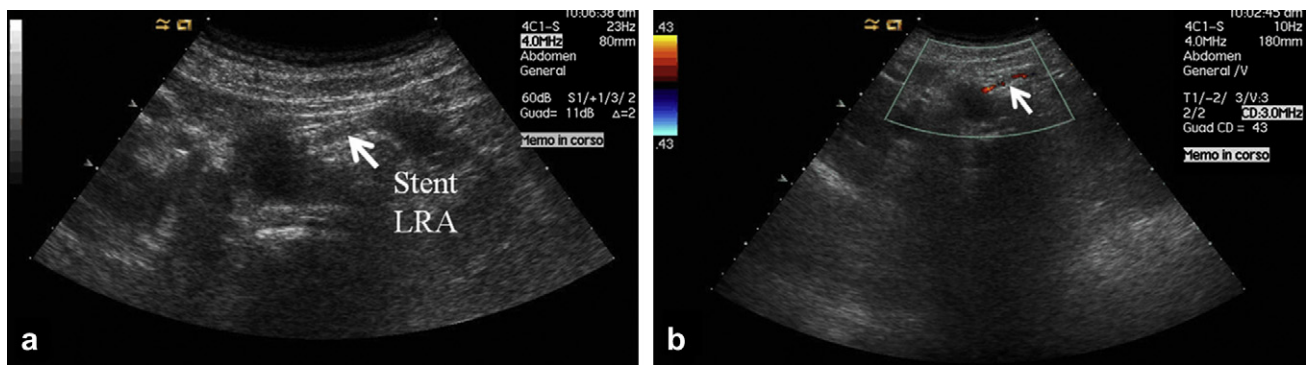 10:06:38 am
4C1-S 23Hz
4.0MHz 80mm
Abdomen
General
60dB S1/+1/3/ 2
Guad= 11dB Δ=2
Memo in corso
Stent
LRA
a
10:02:45 am
.43
4C1-S 10Hz
4.0MHz 180mm
Abdomen
General /V
T1/-2/ 3/V:3
2/2 CD:3.0MHz
Guad CD = 43
Memo in corso
.43
b